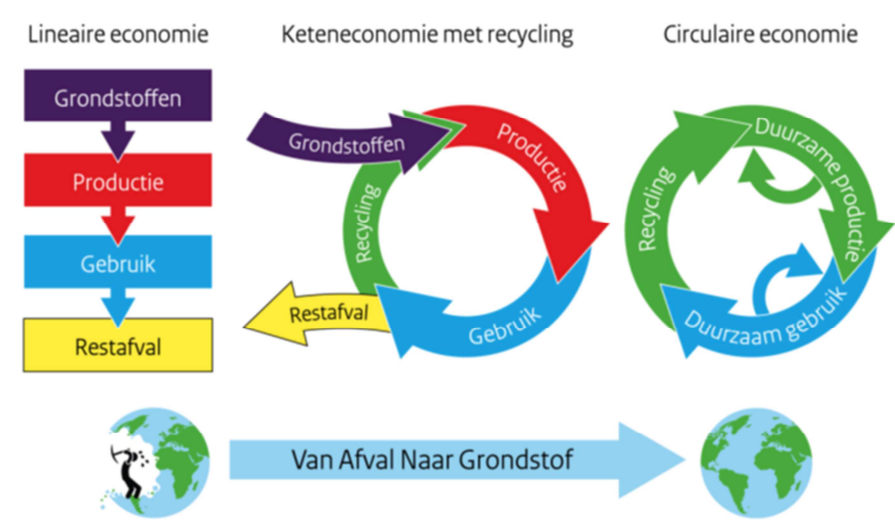 Lineaire economie
Keteneconomie met recycling
Circulaire economie
Grondstoffen
Productie
Gebruik
Restafval
Grondstoffen
Productie
Recycling
Restafval
Gebruik
Recycling
Duurzame productie
Duurzaam gebruik
Van Afval Naar Grondstof